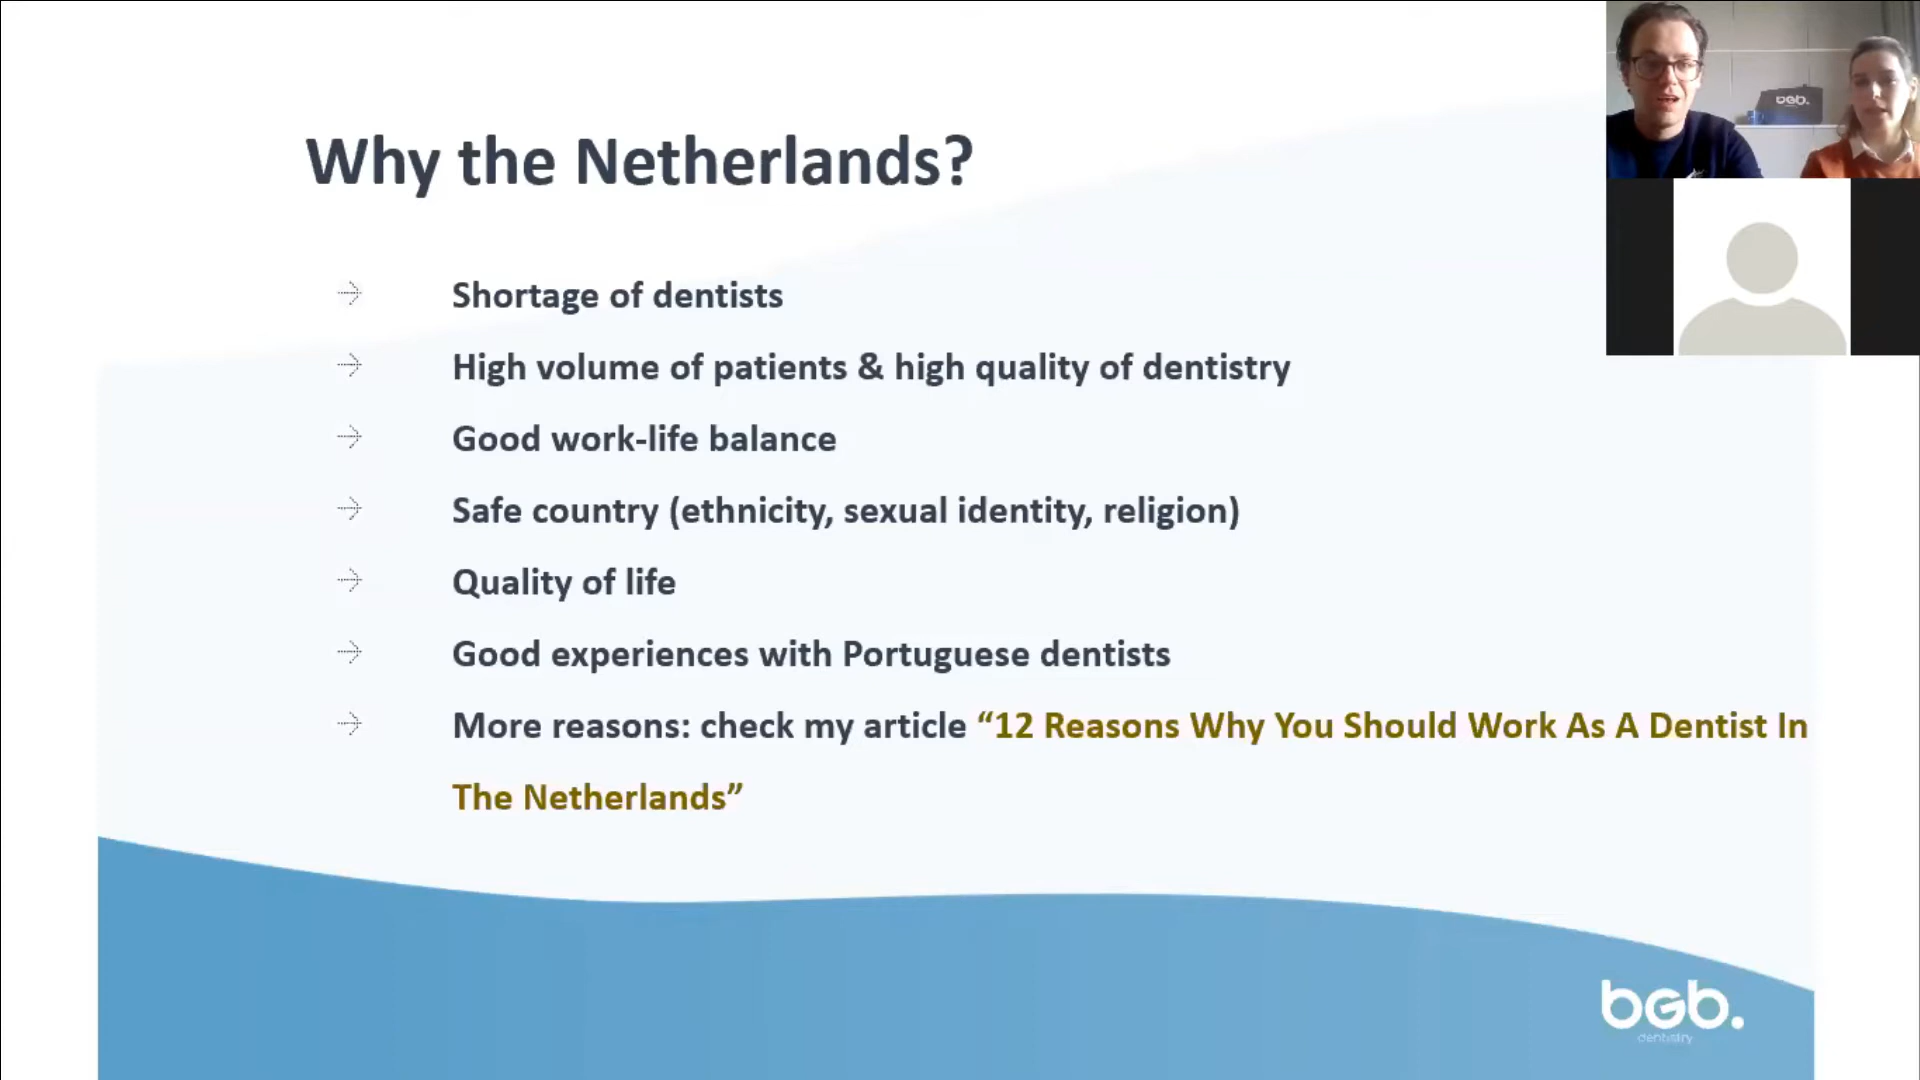 Why the Netherlands?
Shortage of dentists
High volume of patients & high quality of dentistry
Good work-life balance
Safe country (ethnicity, sexual identity, religion)
Quality of life
Good experiences with Portuguese dentists
More reasons: check my article “12 Reasons Why You Should Work As A Dentist In
The Netherlands”
bGb.
bGb.
dentistry